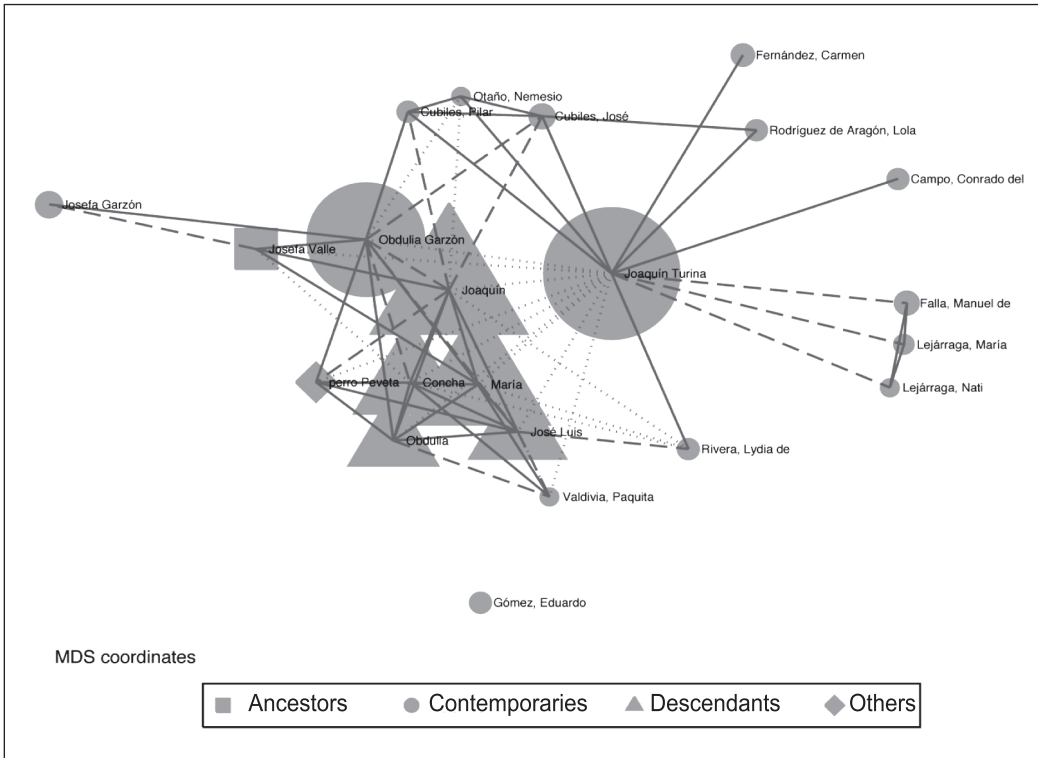 Fernández, Carmen
Otaño, Nemesio
Cubiles, Pilar
Cubiles, José
Rodríguez de Aragón, Lola
Campo, Conrado del
Josefa Garzón
Obdulia Garzòn
Josefa Valle
Joaquín Turina
Joaquín
Falla, Manuel de
Lejárraga, María
perro Peveta
Concha
María
Lejárraga, Nati
José Luis
Obdulia
Rivera, Lydia de
Valdivia, Paquita
Gómez, Eduardo
MDS coordinates
Ancestors
Contemporaries
Descendants
Others